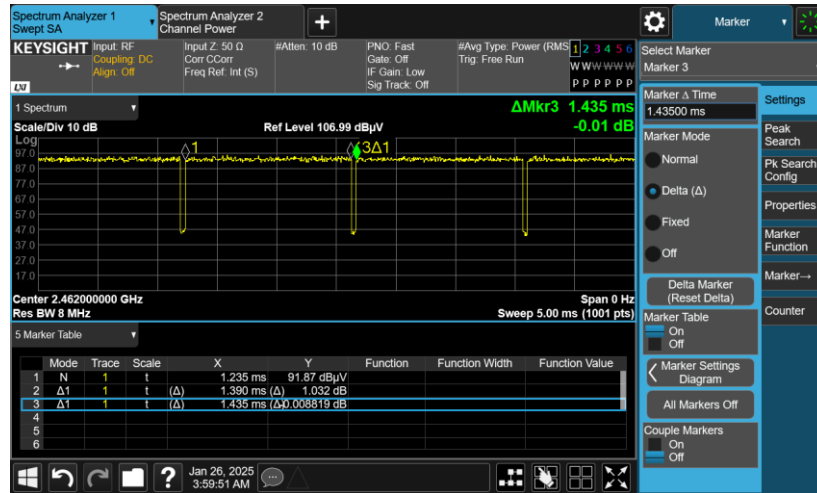 Spectrum Analyzer 1
Swept SA
Spectrum Analyzer 2
Channel Power
Marker
KEYSIGHT
Input: RF
Coupling: DC
Align: Off
Input Z: 50 Ω
Corr CCorr
Freq Ref: Int (S)
#Atten: 10 dB
PNO: Fast
Gate: Off
IF Gain: Low
Sig Track: Off
#Avg Type: Power (RMS
Trig: Free Run
1 2 3 4 5 6
W W W W W W
P P P P P P
LXI
Select Marker
Marker 3
1 Spectrum
ΔMkr3 1.435 ms
-0.01 dB
Scale/Div 10 dB
Ref Level 106.99 dBµV
Log
97.0
87.0
77.0
67.0
57.0
47.0
37.0
27.0
17.0
1
3Δ1
Center 2.462000000 GHz
Res BW 8 MHz
Span 0 Hz
Sweep 5.00 ms (1001 pts)
5 Marker Table
Mode Trace Scale X Y Function Function Width Function Value
1 N 1 t 1.235 ms 91.87 dBµV
2 Δ1 1 t (Δ) 1.390 ms (Δ) 1.032 dB
3 Δ1 1 t (Δ) 1.435 ms (Δ)-0.008819 dB
4
5
6
Jan 26, 2025
3:59:51 AM
Marker Δ Time
1.43500 ms
Marker Mode
Normal
Delta (Δ)
Fixed
Off
Delta Marker
(Reset Delta)
Marker Table
On
Off
Marker Settings
Diagram
All Markers Off
Couple Markers
On
Off
Settings
Peak
Search
Pk Search
Config
Properties
Marker
Function
Marker→
Counter